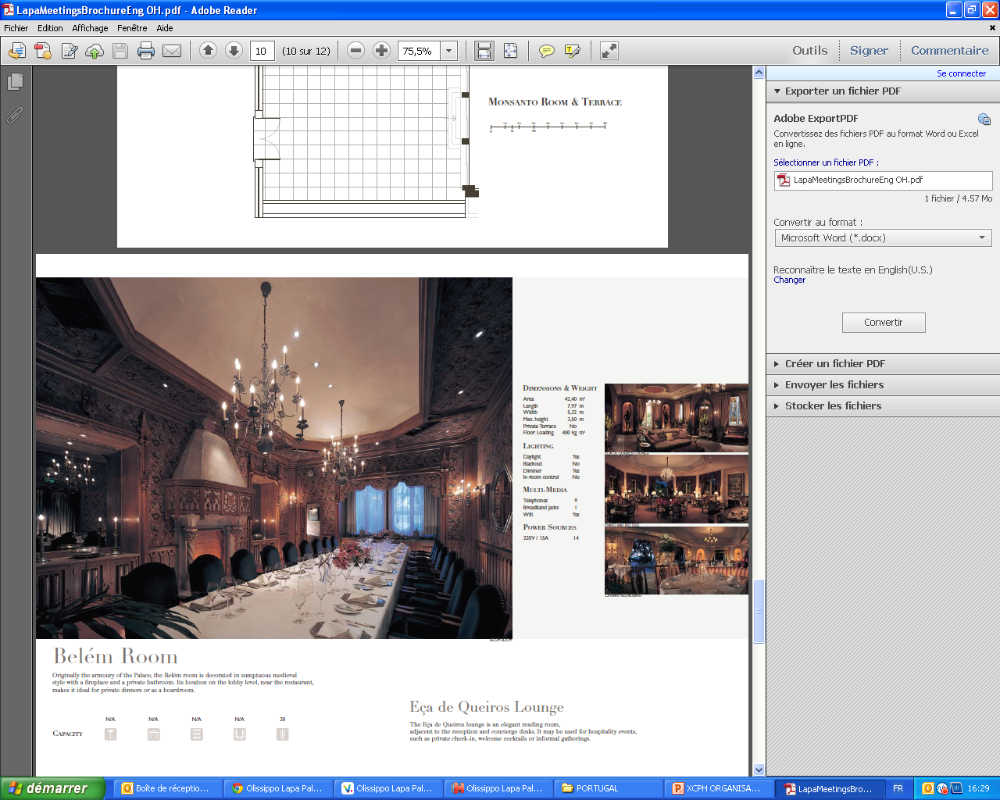 LapaMeetingsBrochureEng OH.pdf - Adobe Reader
Fichier Edition Affichage Fenêtre Aide
10 (10 sur 12) 75,5% Outils Signer Commentaire
Se connecter
Exporter un fichier PDF
Adobe ExportPDF
Convertissez des fichiers PDF au format Word ou Excel
en ligne.
Sélectionner un fichier PDF :
LapaMeetingsBrochureEng OH.pdf
1 fichier / 4.57 Mo
Convertir au format :
Microsoft Word (*.docx)
Reconnaître le texte en English(U.S.)
Changer
Convertir
Créer un fichier PDF
Envoyer les fichiers
Stocker les fichiers
Monsanto Room & Terrace
Dimensions & Weight
Area 42,40 m²
Length 7,97 m
Width 5,32 m
Max. height 3,50 m
Private Terrace No
Floor Loading 400 kg m²
Lighting
Daylight Yes
Blackout No
Dimmer Yes
In-room control No
Multi-Media
Telephones 9
Broadband jacks 1
Wifi Yes
Power Sources
220V / 15A 14
Belém Room
Originally the armoury of the Palace, the Belém room is decorated in sumptuous medieval
style with a fireplace and a private bathroom. Its location on the lobby level, near the restaurant,
makes it ideal for private dinners or as a boardroom.
N/A N/A N/A N/A 20
Capacity
Eça de Queiros Lounge
The Eça de Queiros lounge is an elegant reading room,
adjacent to the reception and concierge desks. It may be used for hospitality events,
such as private check-in, welcome cocktails or informal gatherings.
démarrer Boîte de réceptio... Olissippo Lapa Pal... Olissippo Lapa Pal... Olissippo Lapa Pal... PORTUGAL XCPH ORGANISA... LapaMeetingsBro... FR 16:29